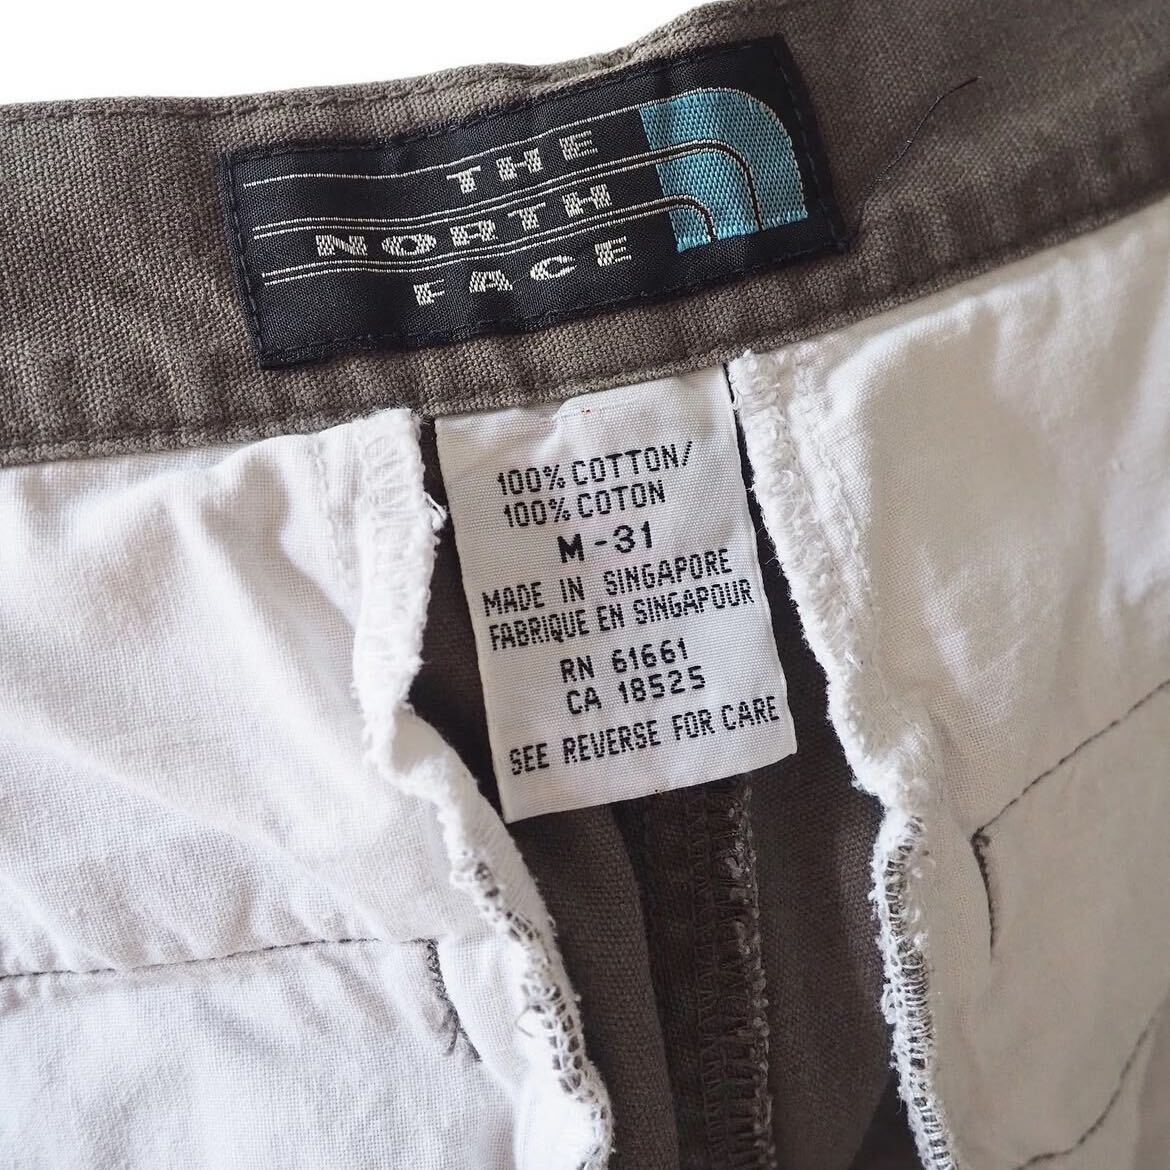 THE
NORTH
FACE
100% COTTON/
100% COTON
M - 31
MADE IN SINGAPORE
FABRIQUE EN SINGAPOUR
RN 61661
CA 18525
SEE REVERSE FOR CARE